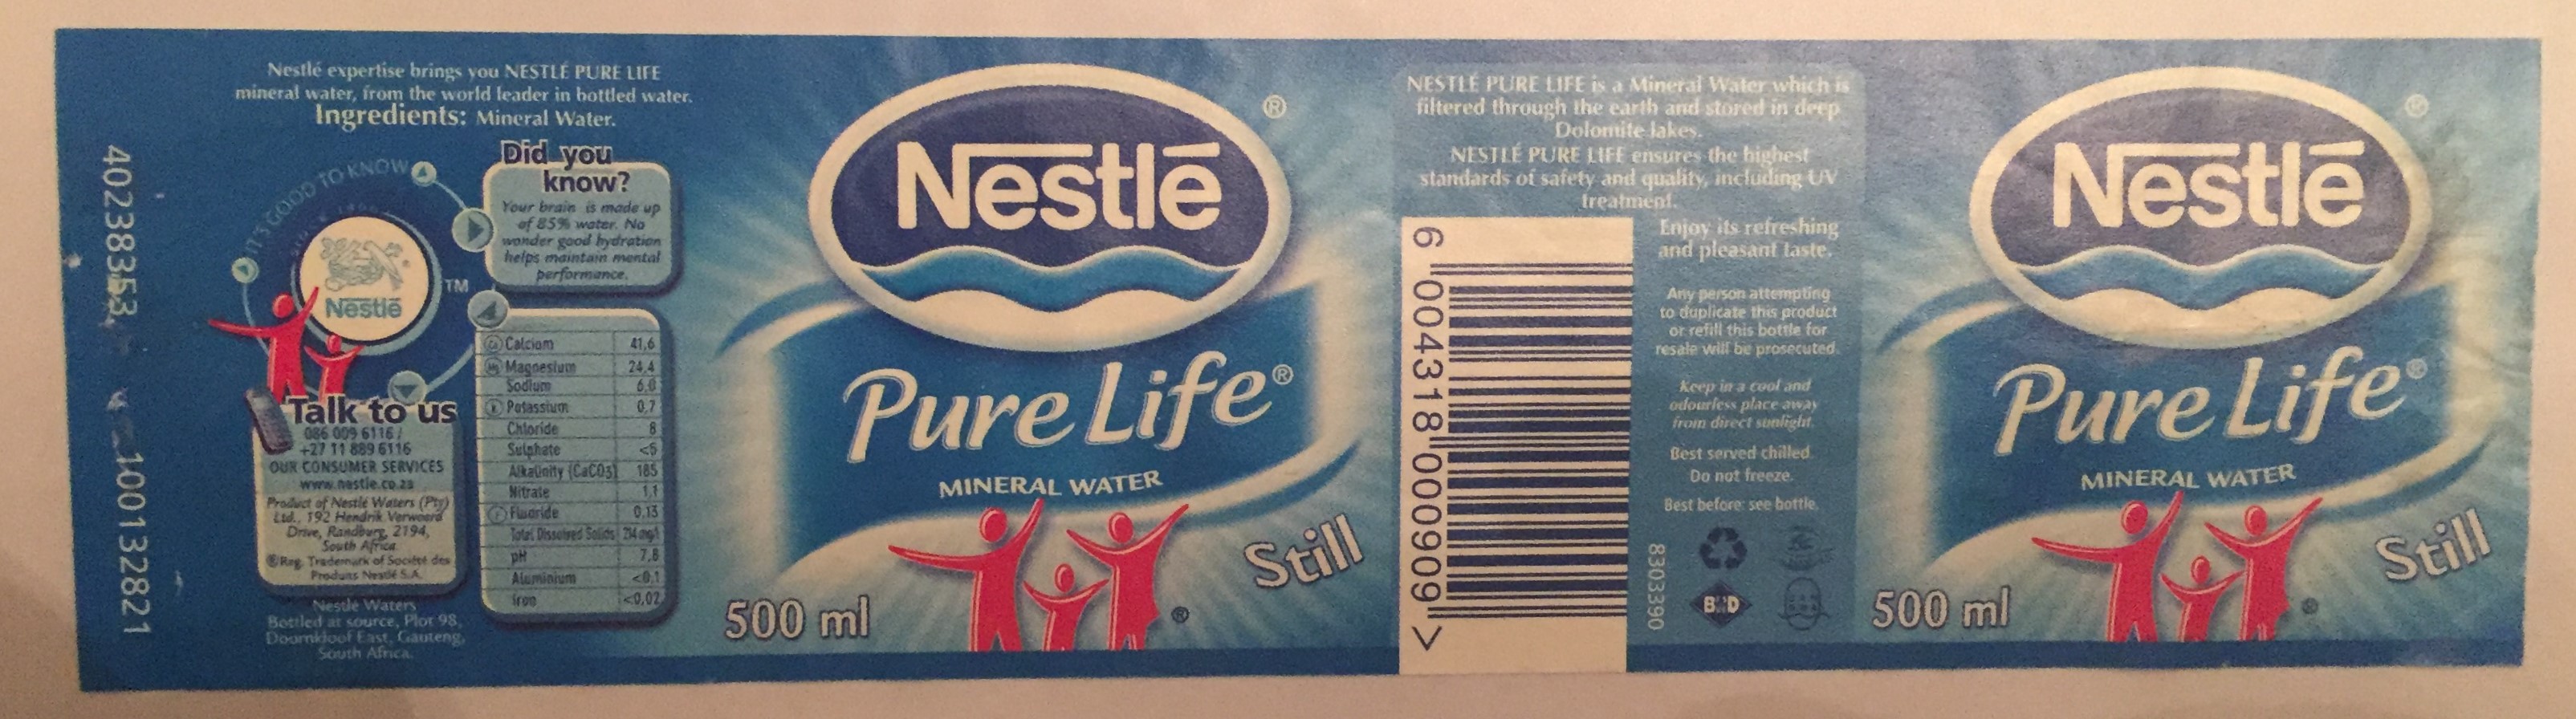 40238353
100132821
Nestlé expertise brings you NESTLÉ PURE LIFE
mineral water, from the world leader in bottled water.
Ingredients: Mineral Water.
IT'S GOOD TO KNOW
Nestlé
TM
Did you
know?
Your brain is made up
of 85% water. No
wonder good hydration
helps maintain mental
performance.
Talk to us
086 009 6116 /
+27 11 889 6116
OUR CONSUMER SERVICES
www.nestle.co.za
Product of Nestlé Waters (Pty)
Ltd., 192 Hendrik Verwoerd
Drive, Randburg, 2194,
South Africa
®Reg. Trademark of Société des
Produits Nestlé S.A.
Nestlé Waters
Bottled at source, Plot 98,
Doornkloof East, Gauteng,
South Africa.
Ca Calcium 41,6
Mg Magnesium 24,4
Sodium 6,0
K Potassium 0,7
Chloride 8
Sulphate <5
Alkalinity (CaCO3) 185
Nitrate 1,1
F Fluoride 0,13
Total Dissolved Solids 214 mg/l
pH 7,8
Aluminium <0,1
Iron <0,02
Nestlé ®
Pure Life®
MINERAL WATER
Still
500 ml ®
NESTLÉ PURE LIFE is a Mineral Water which is
filtered through the earth and stored in deep
Dolomite lakes.
NESTLÉ PURE LIFE ensures the highest
standards of safety and quality, including UV
treatment.
Enjoy its refreshing
and pleasant taste.
Any person attempting
to duplicate this product
or refill this bottle for
resale will be prosecuted.
Keep in a cool and
odourless place away
from direct sunlight.
Best served chilled.
Do not freeze.
Best before: see bottle.
6 004318 000909 >
8303390
Nestlé ®
Pure Life®
MINERAL WATER
Still
500 ml ®